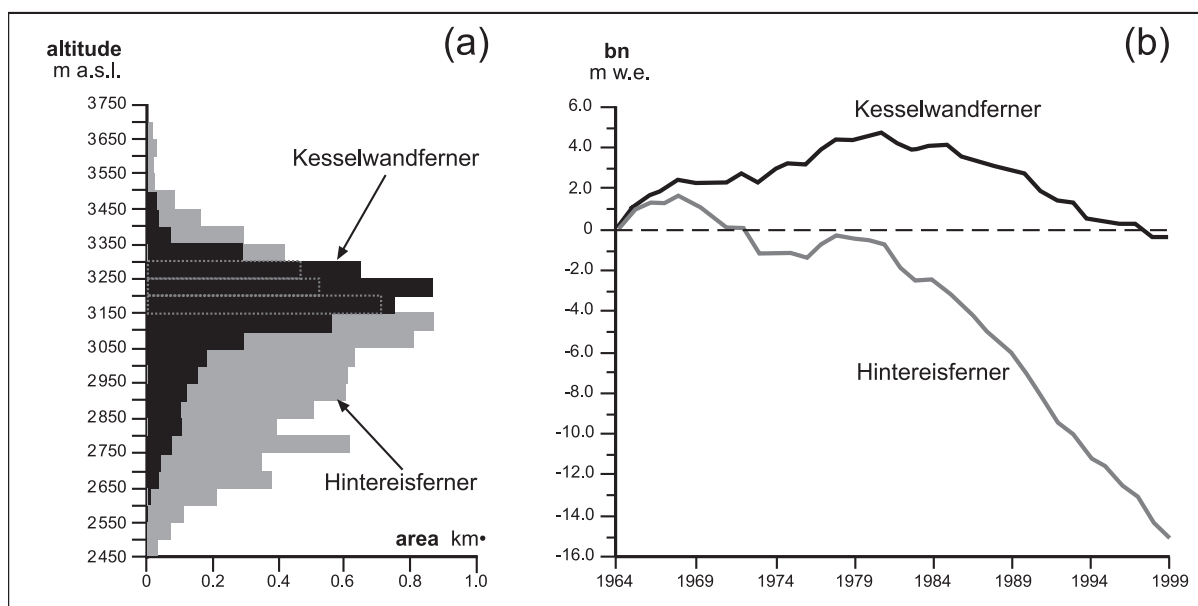 (a)
altitude
m a.s.l.
3750
3650
3550
3450
3350
3250
3150
3050
2950
2850
2750
2650
2550
2450
Kesselwandferner
Hintereisferner
area km•
0 0.2 0.4 0.6 0.8 1.0
(b)
bn
m w.e.
6.0
4.0
2.0
0
-2.0
-4.0
-6.0
-8.0
-10.0
-12.0
-14.0
-16.0
Kesselwandferner
Hintereisferner
1964 1969 1974 1979 1984 1989 1994 1999